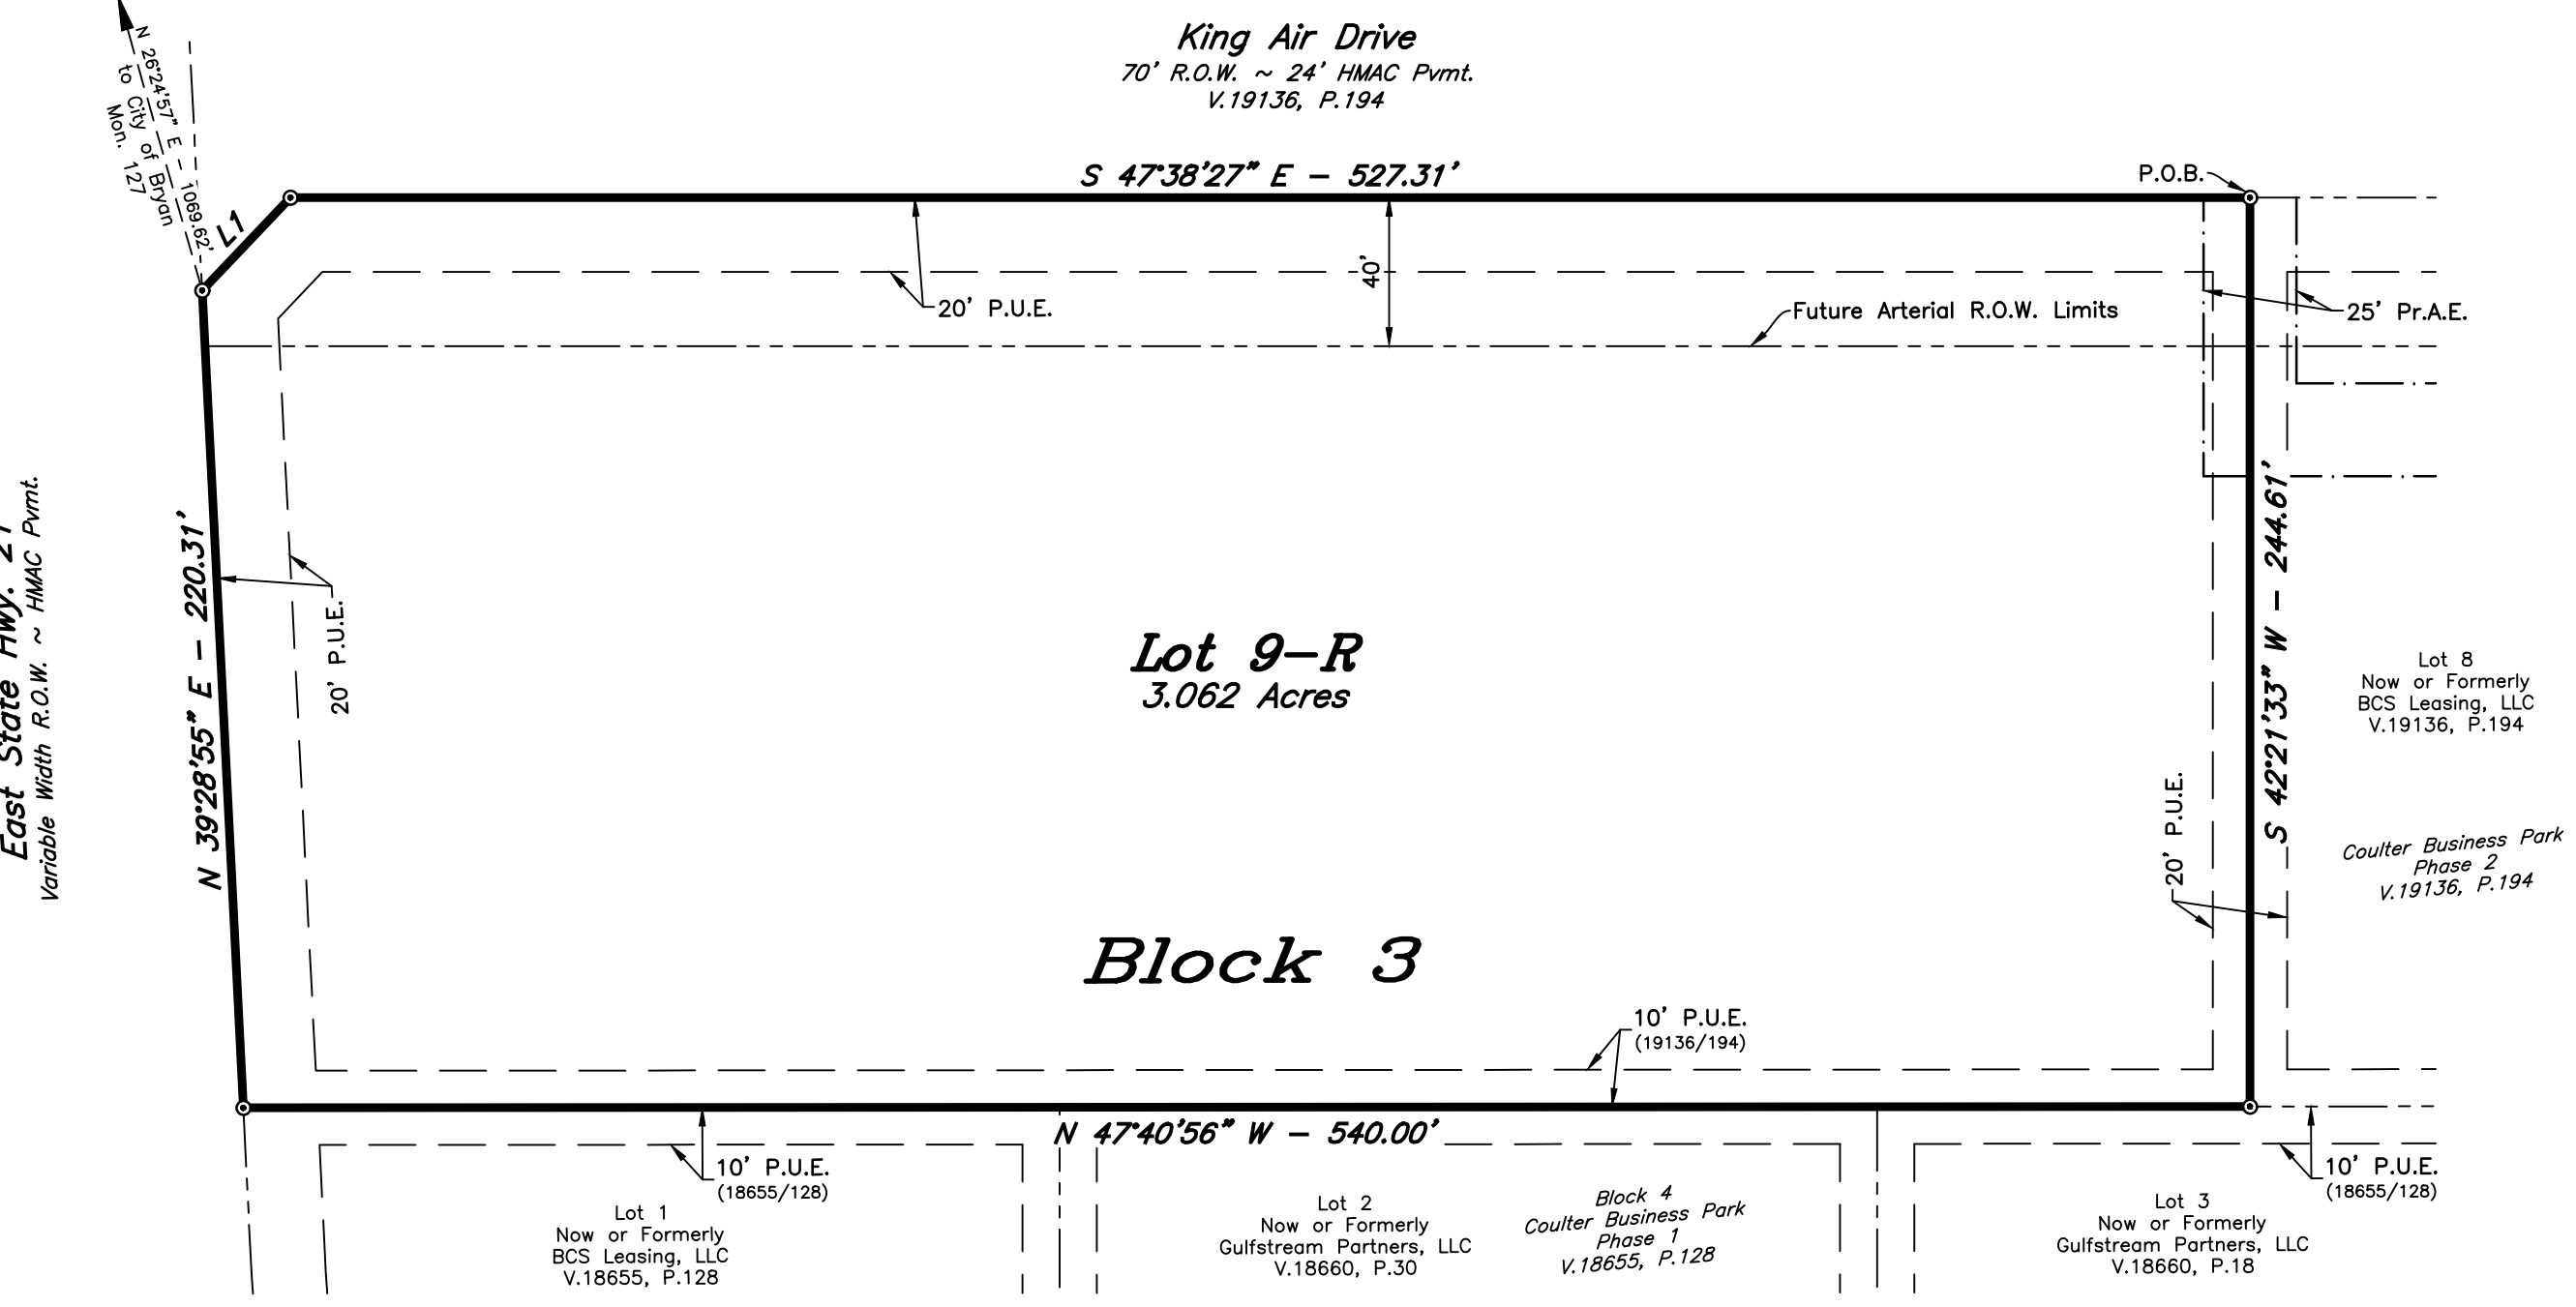 King Air Drive
70' R.O.W. ~ 24' HMAC Pvmt.
V.19136, P.194
N 26°24'57" E - 1069.62'
to City of Bryan
Mon. 127
S 47°38'27" E - 527.31'
P.O.B.
L1
20' P.U.E.
40'
Future Arterial R.O.W. Limits
25' Pr.A.E.
East State Hwy. 21
Variable Width R.O.W. ~ HMAC Pvmt.
N 39°28'55" E - 220.31'
20' P.U.E.
Lot 9-R
3.062 Acres
S 42°21'33" W - 244.61'
Lot 8
Now or Formerly
BCS Leasing, LLC
V.19136, P.194
20' P.U.E.
Coulter Business Park
Phase 2
V.19136, P.194
Block 3
10' P.U.E.
(19136/194)
N 47°40'56" W - 540.00'
10' P.U.E.
(18655/128)
Lot 1
Now or Formerly
BCS Leasing, LLC
V.18655, P.128
Lot 2
Now or Formerly
Gulfstream Partners, LLC
V.18660, P.30
Block 4
Coulter Business Park
Phase 1
V.18655, P.128
Lot 3
Now or Formerly
Gulfstream Partners, LLC
V.18660, P.18
10' P.U.E.
(18655/128)